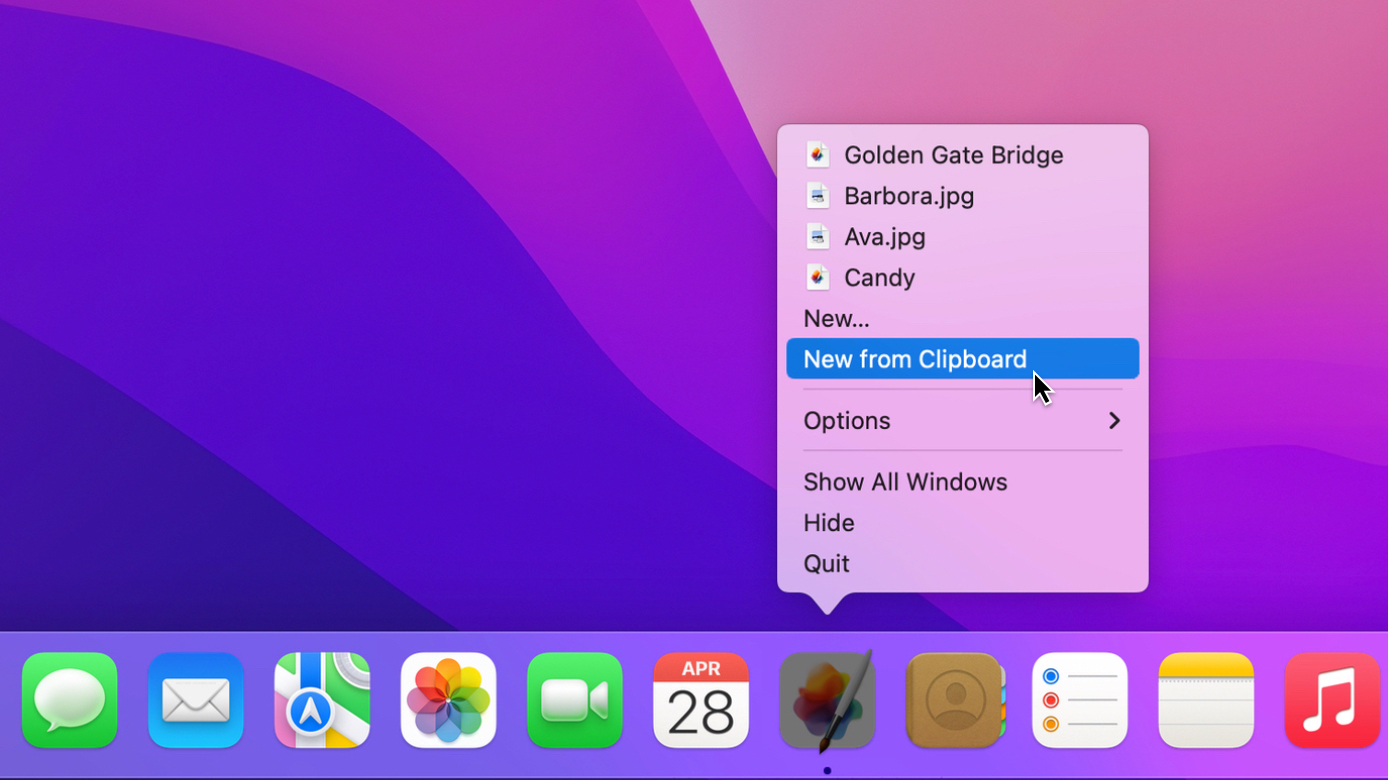 Golden Gate Bridge
Barbora.jpg
Ava.jpg
Candy
New...
New from Clipboard
Options
Show All Windows
Hide
Quit
APR
28